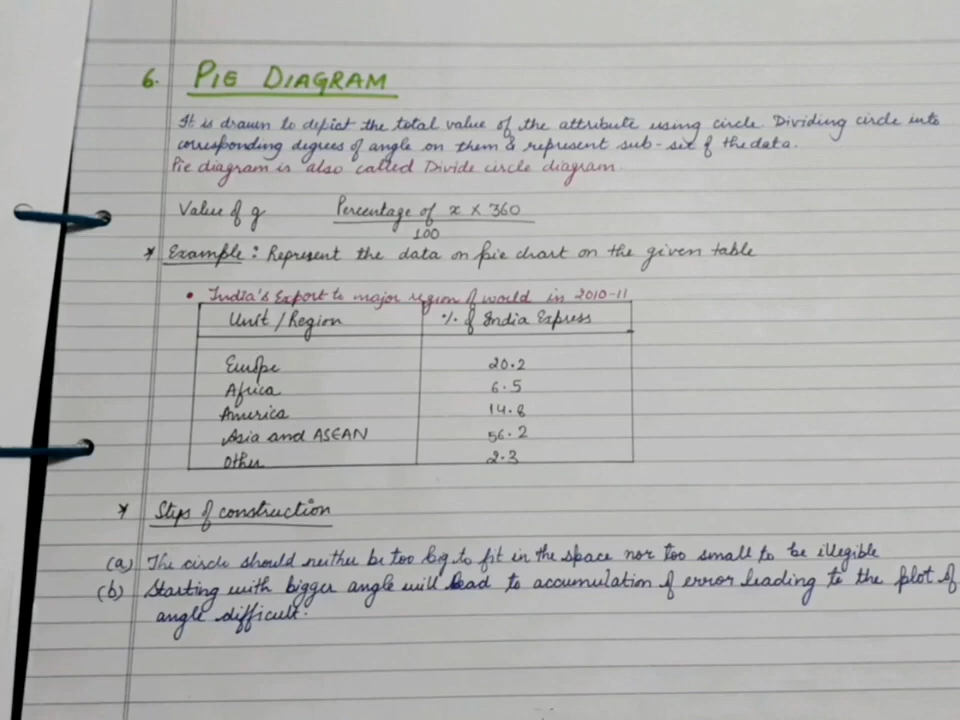 6. PIE DIAGRAM
It is drawn to depict the total value of the attribute using circle. Dividing circle into
corresponding degrees of angle on them & represent sub-set of the data.
Pie diagram is also called Divide circle diagram.
Value of g Percentage of x X 360
100
* Example: Represent the data on pie chart on the given table
• India's Export to major region of world in 2010-11
Unit/Region % of India Express
Europe 20.2
Africa 6.5
America 14.8
Asia and ASEAN 56.2
Other 2.3
* Steps of construction
(a) The circle should neither be too big to fit in the space nor too small to be illegible
(b) Starting with bigger angle will lead to accumulation of error leading to the plot of
angle difficult.